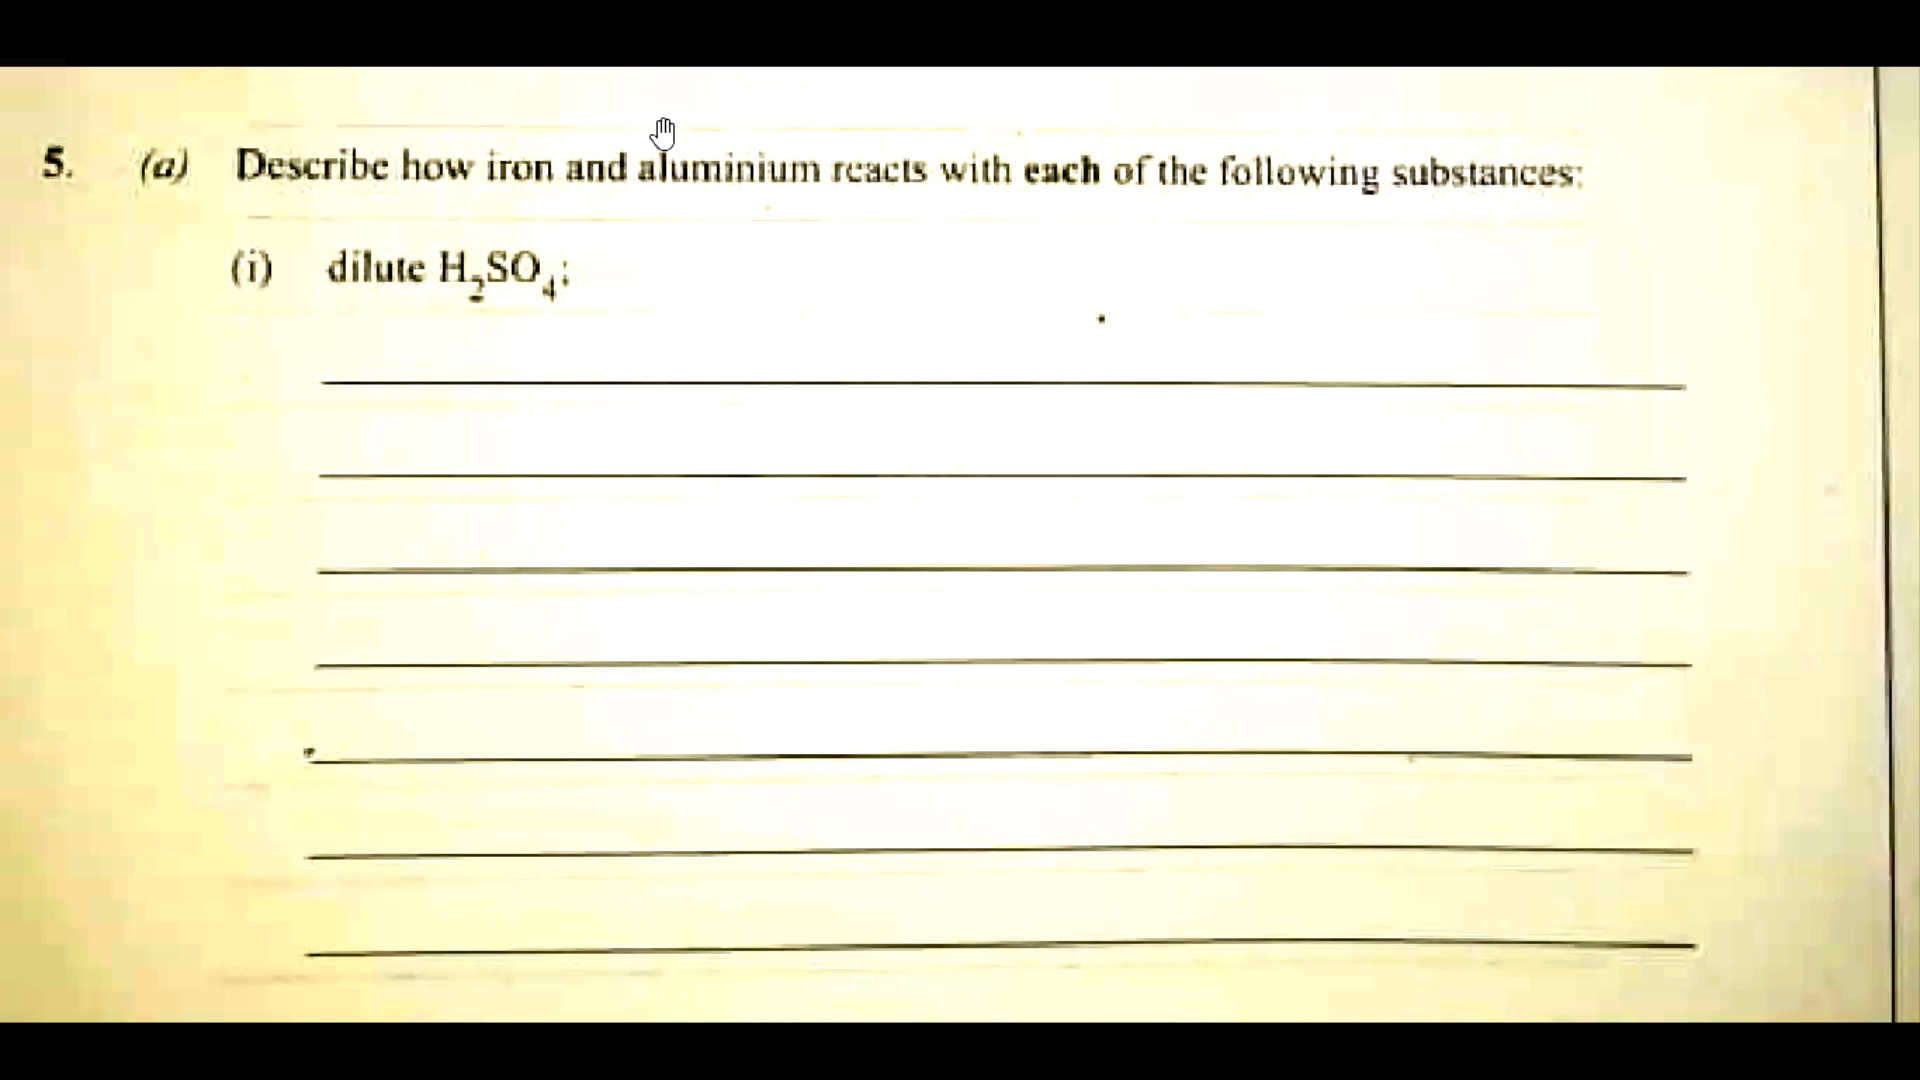 5. (a) Describe how iron and aluminium reacts with each of the following substances:
(i) dilute H₂SO₄;